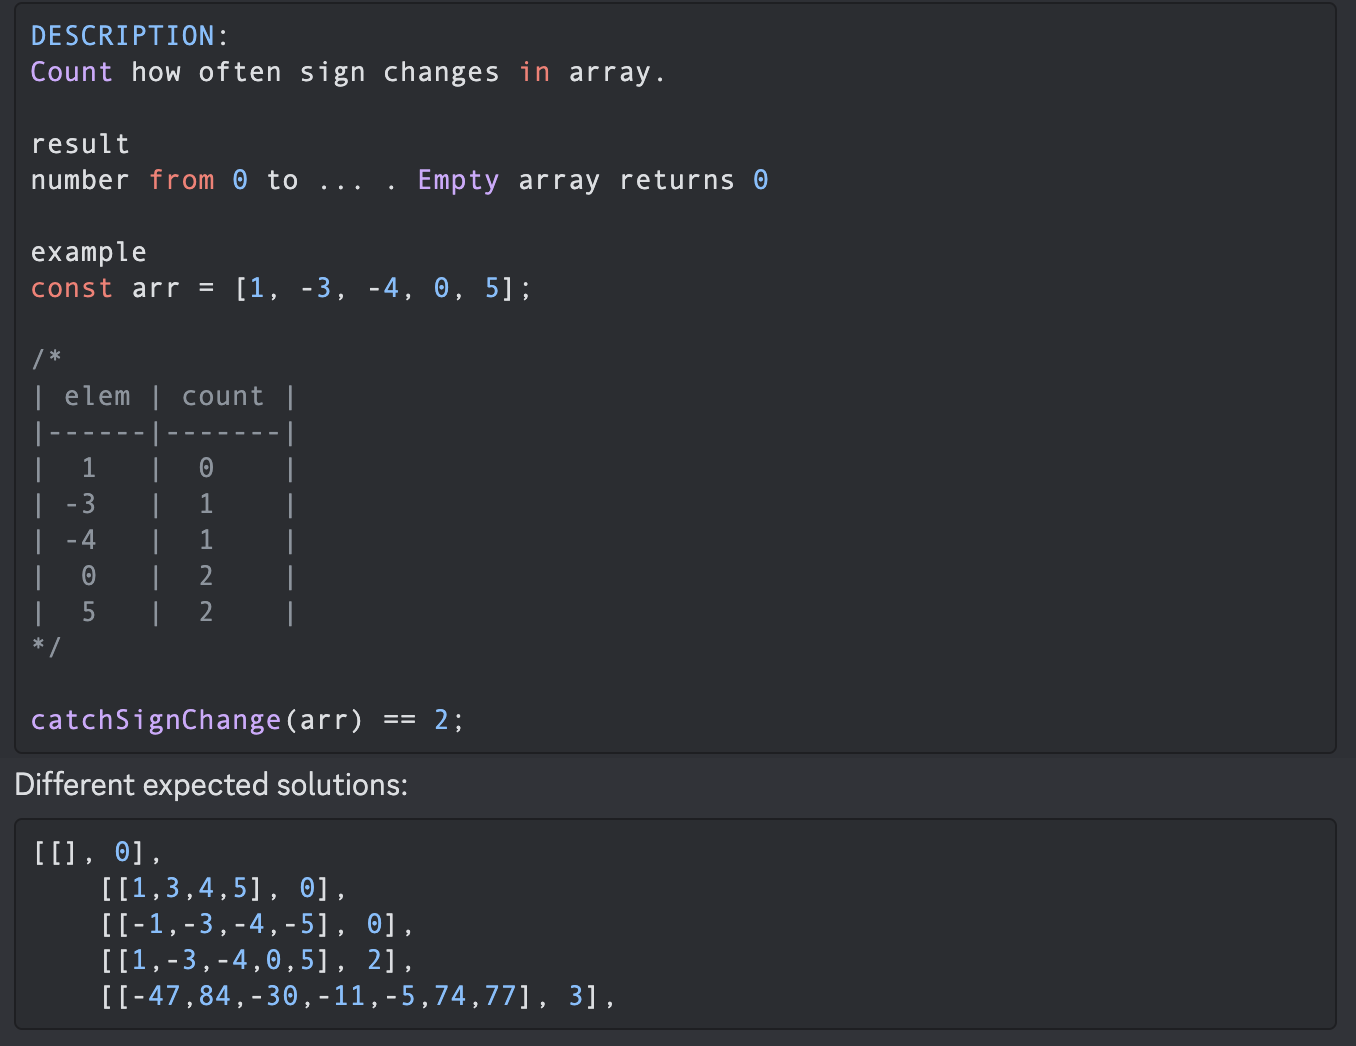 DESCRIPTION:
Count how often sign changes in array.
result
number from 0 to ... . Empty array returns 0
example
const arr = [1, -3, -4, 0, 5];
/*
| elem | count |
|------|-------|
|  1   |  0    |
| -3   |  1    |
| -4   |  1    |
|  0   |  2    |
|  5   |  2    |
*/
catchSignChange(arr) == 2;
Different expected solutions:
[[], 0],
    [[1,3,4,5], 0],
    [[-1,-3,-4,-5], 0],
    [[1,-3,-4,0,5], 2],
    [[-47,84,-30,-11,-5,74,77], 3],